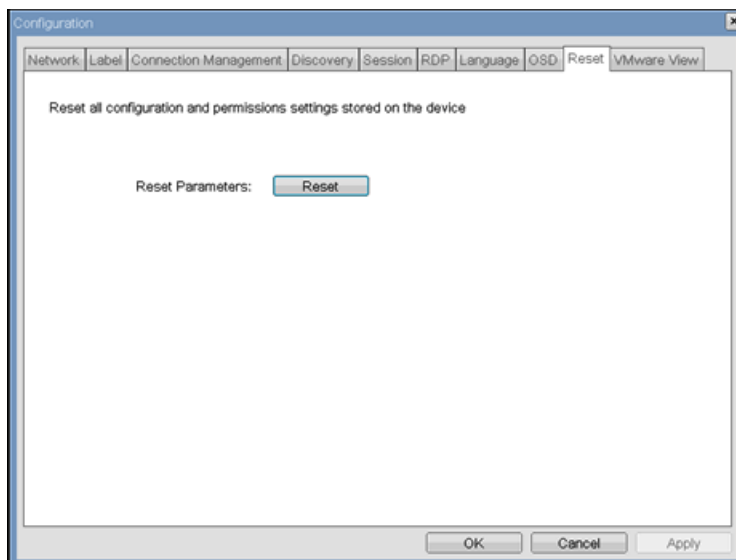 Configuration
Network Label Connection Management Discovery Session RDP Language OSD Reset VMware View
Reset all configuration and permissions settings stored on the device
Reset Parameters: Reset
OK Cancel Apply